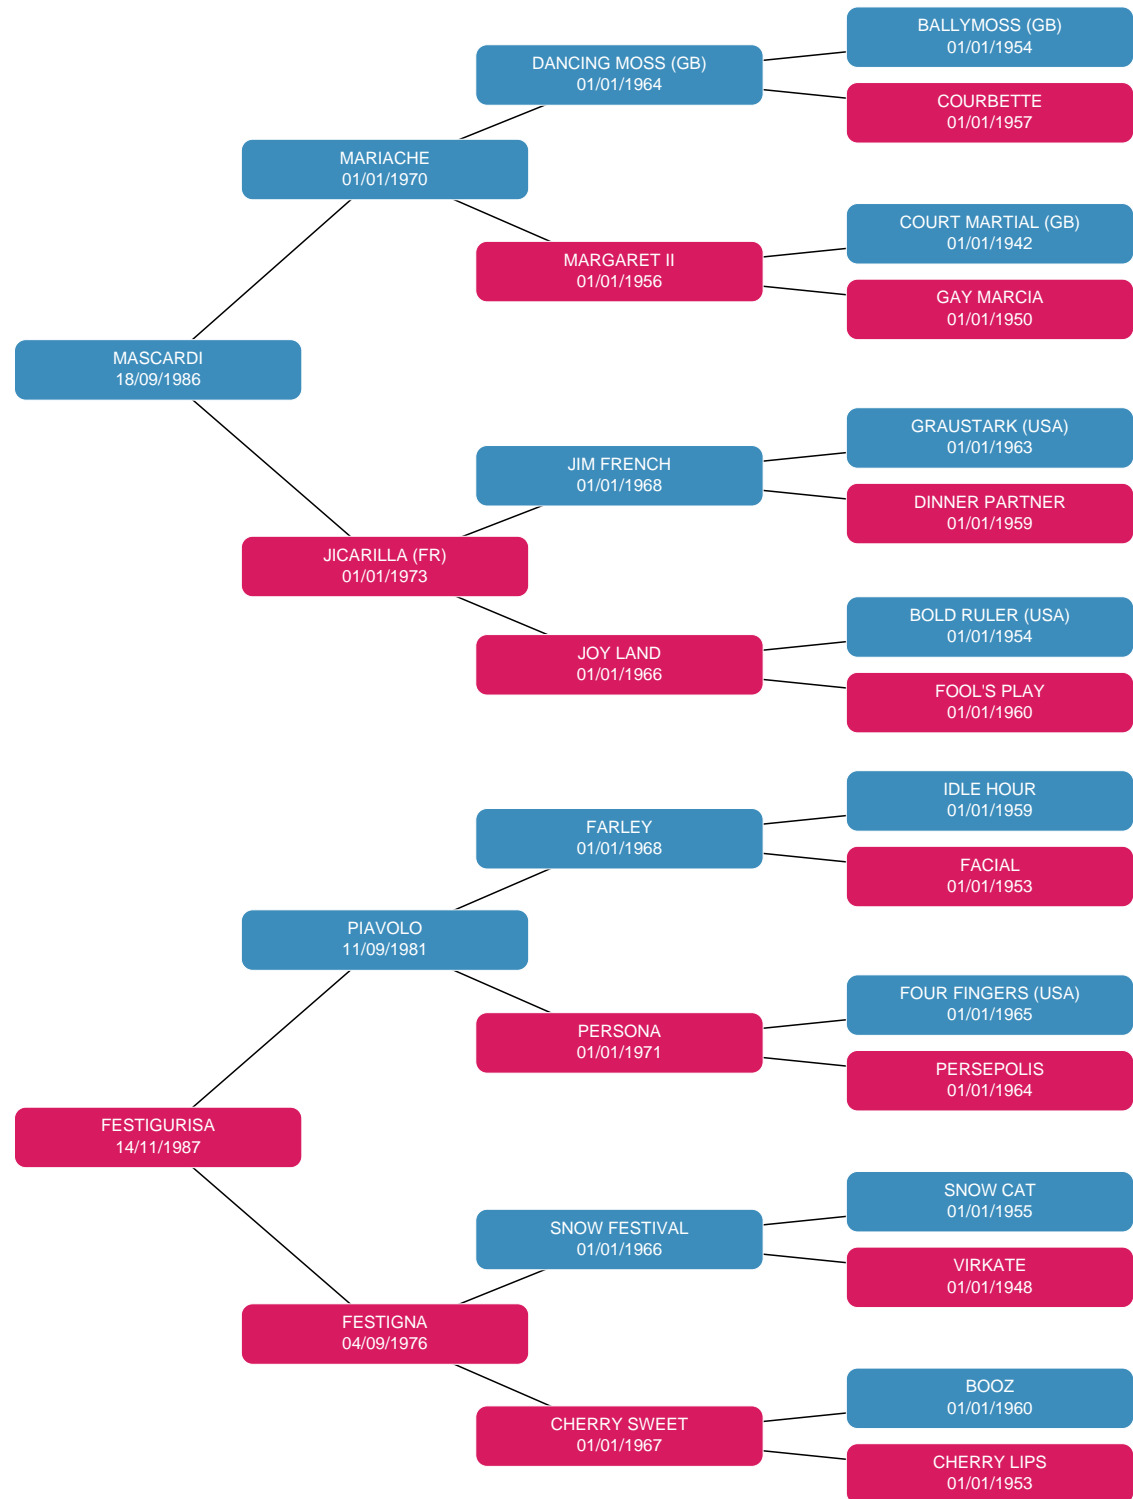 BALLYMOSS (GB)
01/01/1954
DANCING MOSS (GB)
01/01/1964
COURBETTE
01/01/1957
MARIACHE
01/01/1970
COURT MARTIAL (GB)
01/01/1942
MARGARET II
01/01/1956
GAY MARCIA
01/01/1950
MASCARDI
18/09/1986
GRAUSTARK (USA)
01/01/1963
JIM FRENCH
01/01/1968
DINNER PARTNER
01/01/1959
JICARILLA (FR)
01/01/1973
BOLD RULER (USA)
01/01/1954
JOY LAND
01/01/1966
FOOL'S PLAY
01/01/1960
IDLE HOUR
01/01/1959
FARLEY
01/01/1968
FACIAL
01/01/1953
PIAVOLO
11/09/1981
FOUR FINGERS (USA)
01/01/1965
PERSONA
01/01/1971
PERSEPOLIS
01/01/1964
FESTIGURISA
14/11/1987
SNOW CAT
01/01/1955
SNOW FESTIVAL
01/01/1966
VIRKATE
01/01/1948
FESTIGNA
04/09/1976
BOOZ
01/01/1960
CHERRY SWEET
01/01/1967
CHERRY LIPS
01/01/1953